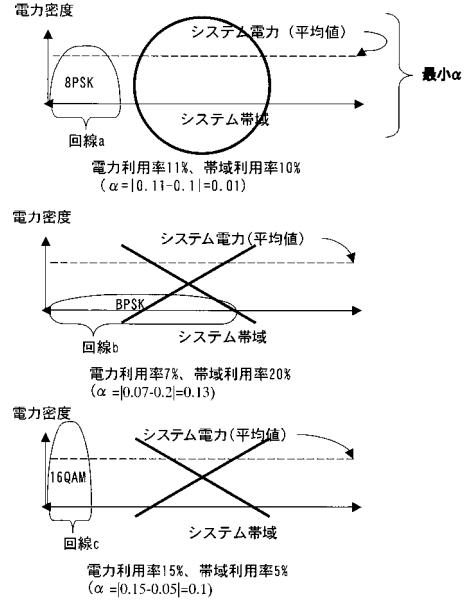 電力密度
システム電力（平均値）
8PSK
最小α
システム帯域
回線a
電力利用率11%、帯域利用率10%
（α=|0.11-0.1|=0.01）
電力密度
システム電力（平均値）
BPSK
システム帯域
回線b
電力利用率7%、帯域利用率20%
(α=|0.07-0.2|=0.13)
電力密度
システム電力（平均値）
16QAM
システム帯域
回線c
電力利用率15%、帯域利用率5%
(α=|0.15-0.05|=0.1)